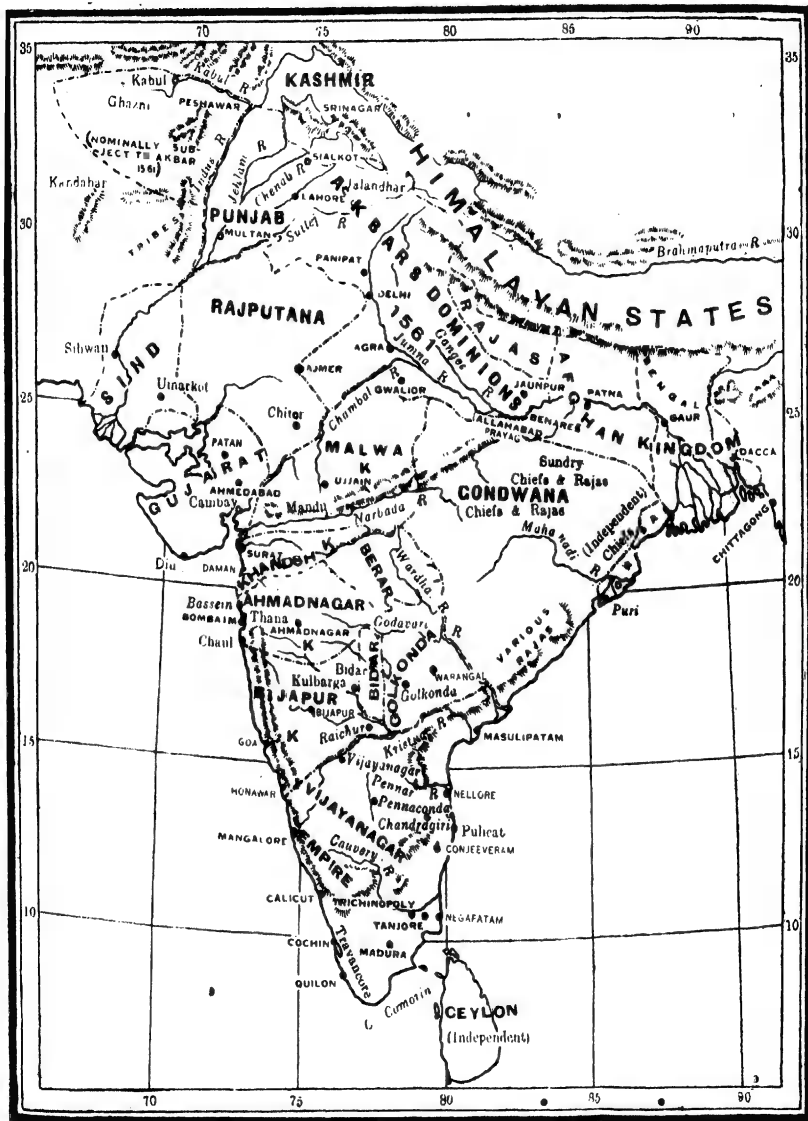 70 75 80 85 90
35
Kabul
Kabul R
Ghazni
PESHAWAR
KASHMIR
SRINAGAR
(NOMINALLY SUB
JECT T AKBAR
1561)
Indus R
Jehlam R
SIALKOT
Chenab R
Jalandhar
HIMALAYAN STATES
Kandahar
LAHORE
30
TRIBES
PUNJAB
MULTAN
Sutlej R
AKBARS DOMINIONS
1561
30
Brahmaputra R
PANIPAT
DELHI
RAJPUTANA
RAJAS
SIND
Sihwan
AGRA
Jumna R
Ganges R
AFGHAN KINGDOM
BENGAL
AJMER
GWALIOR
JAUNPUR
PATNA
25
Umarkot
Chambal R
BENARES
GAUR
25
Chitor
ALLAHABAD
PRAYAG
DACCA
PATAN
MALWA
K
GUJARAT
UJJAIN
Sundry
Chiefs & Rajas
AHMEDABAD
Cambay
GONDWANA
Chiefs & Rajas
Mandu
Narbada R
Mahanadi R
(Independent)
Chiefs
CHITTAGONG
SURAT
KHANDSH K
BERAR
Wardha R
20
Diu
DAMAN
20
Puri
Bassein
AHMADNAGAR
BOMBAIM
Thana
AHMADNAGAR
K
Godavari R
Chaul
VARIOUS
RAJAS
BIDAR
Bidar
GOLKONDA
WARANGAL
Kulbarga
Golkonda
BIJAPUR
BIJAPUR
K
Raichur
15
Kristna R
MASULIPATAM
15
GOA
Vijayanagar
HONAWAR
Pennar R
NELLORE
VIJAYANAGAR
EMPIRE
Pennaconda
Chandragiri
Pulicat
MANGALORE
CONJEEVERAM
Cauvery R
CALICUT
TRICHINOPOLY
10
TANJORE
NEGAPATAM
10
COCHIN
Travancore
MADURA
QUILON
C Comorin
CEYLON
(Independent)
70 75 80 85 90